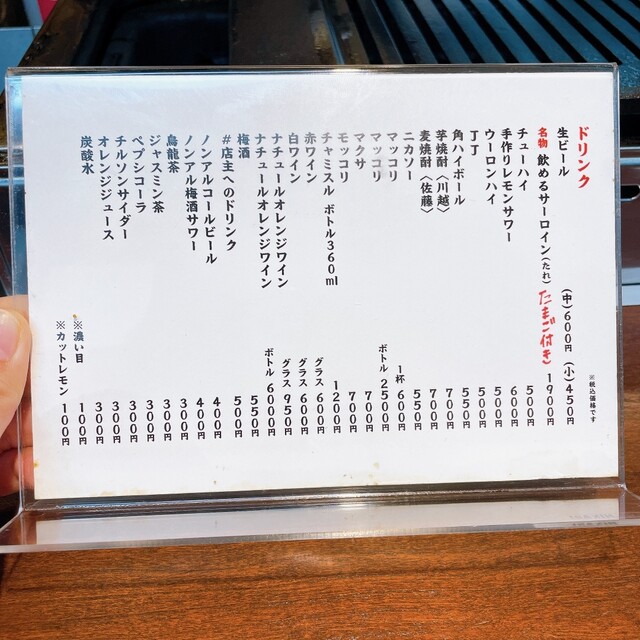 ドリンク
※税込価格です
生ビール (中)600円 (小)450円
名物 飲めるサーロイン(たれ) たまご付き 1900円
チューハイ 500円
手作りレモンサワー 600円
ウーロンハイ 500円
丁丁 500円
角ハイボール 550円
芋焼酎〈川越〉 700円
麦焼酎〈佐藤〉 700円
ニカソー 550円
マッコリ 1杯 600円
マッコリ ボトル 2500円
マクサ 700円
モッコリ 700円
チャミスル ボトル360ml 1200円
赤ワイン グラス 600円
白ワイン グラス 600円
ナチュールオレンジワイン グラス 950円
ナチュールオレンジワイン ボトル 6000円
梅酒 550円
#店主へのドリンク 500円
ノンアルコールビール 400円
ノンアル梅酒サワー 400円
烏龍茶 300円
ジャスミン茶 300円
ペプシコーラ 300円
チルソンサイダー 300円
オレンジジュース 300円
炭酸水 300円
※濃い目 100円
※カットレモン 100円